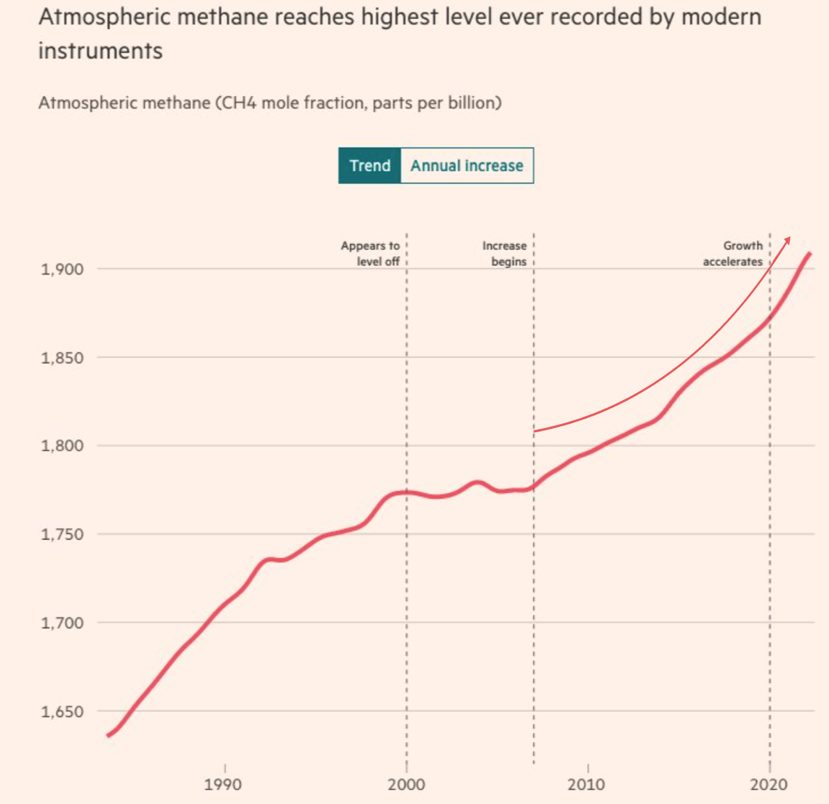 Atmospheric methane reaches highest level ever recorded by modern
instruments
Atmospheric methane (CH4 mole fraction, parts per billion)
Trend Annual increase
Appears to
level off
Increase
begins
Growth
accelerates
1,900
1,850
1,800
1,750
1,700
1,650
1990 2000 2010 2020